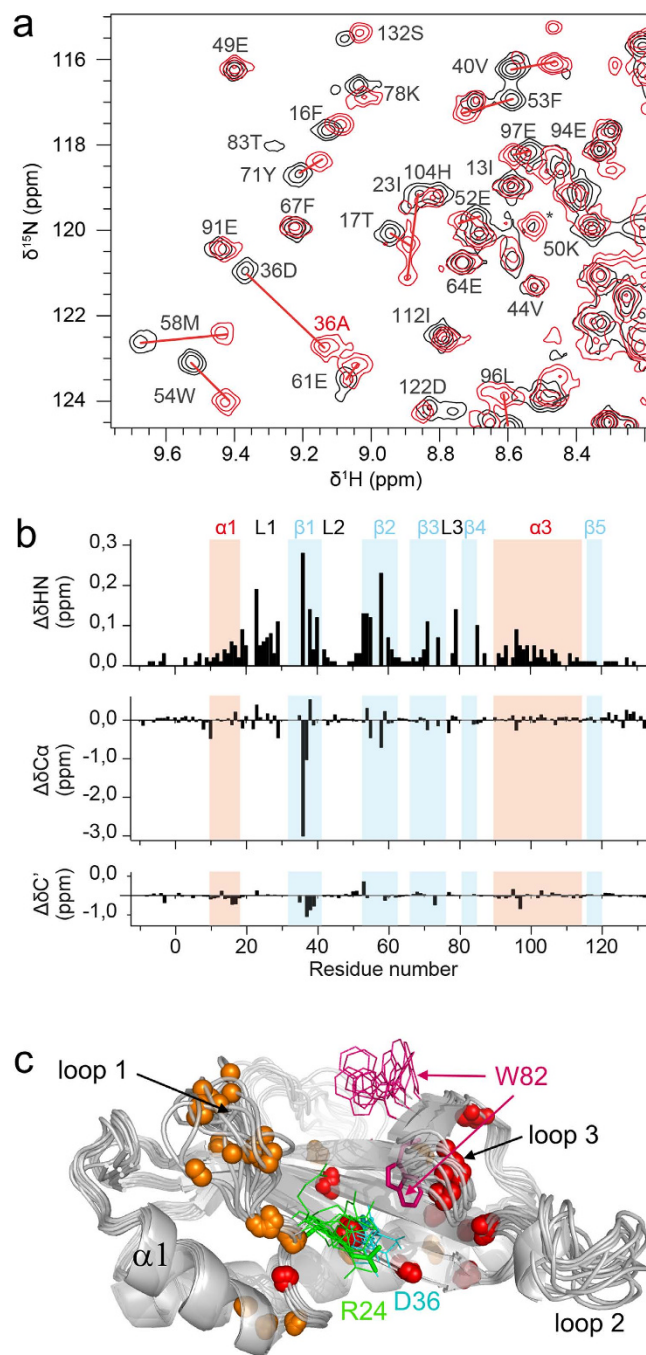 a
115
116
117
118
119
120
121
122
123
124
δ¹⁵N (ppm)
49E
132S
78K
16F
83T
71Y
67F
91E
36D
58M
54W
17T
23I
104H
40V
53F
97E
94E
13I
52E
*
50K
64E
44V
36A
112I
61E
122D
96L
9.6 9.4 9.2 9.0 8.8 8.6 8.4
δ¹H (ppm)
b
α1 L1 β1 L2 β2 β3 L3 β4 α3 β5
0,3
0,2
0,1
0,0
ΔδHN
(ppm)
0,0
-1,0
-2,0
-3,0
ΔδCα
(ppm)
0,0
-1,0
ΔδC'
(ppm)
0 20 40 60 80 100 120
Residue number
c
loop 1
W82
loop 3
α1
R24
D36
loop 2